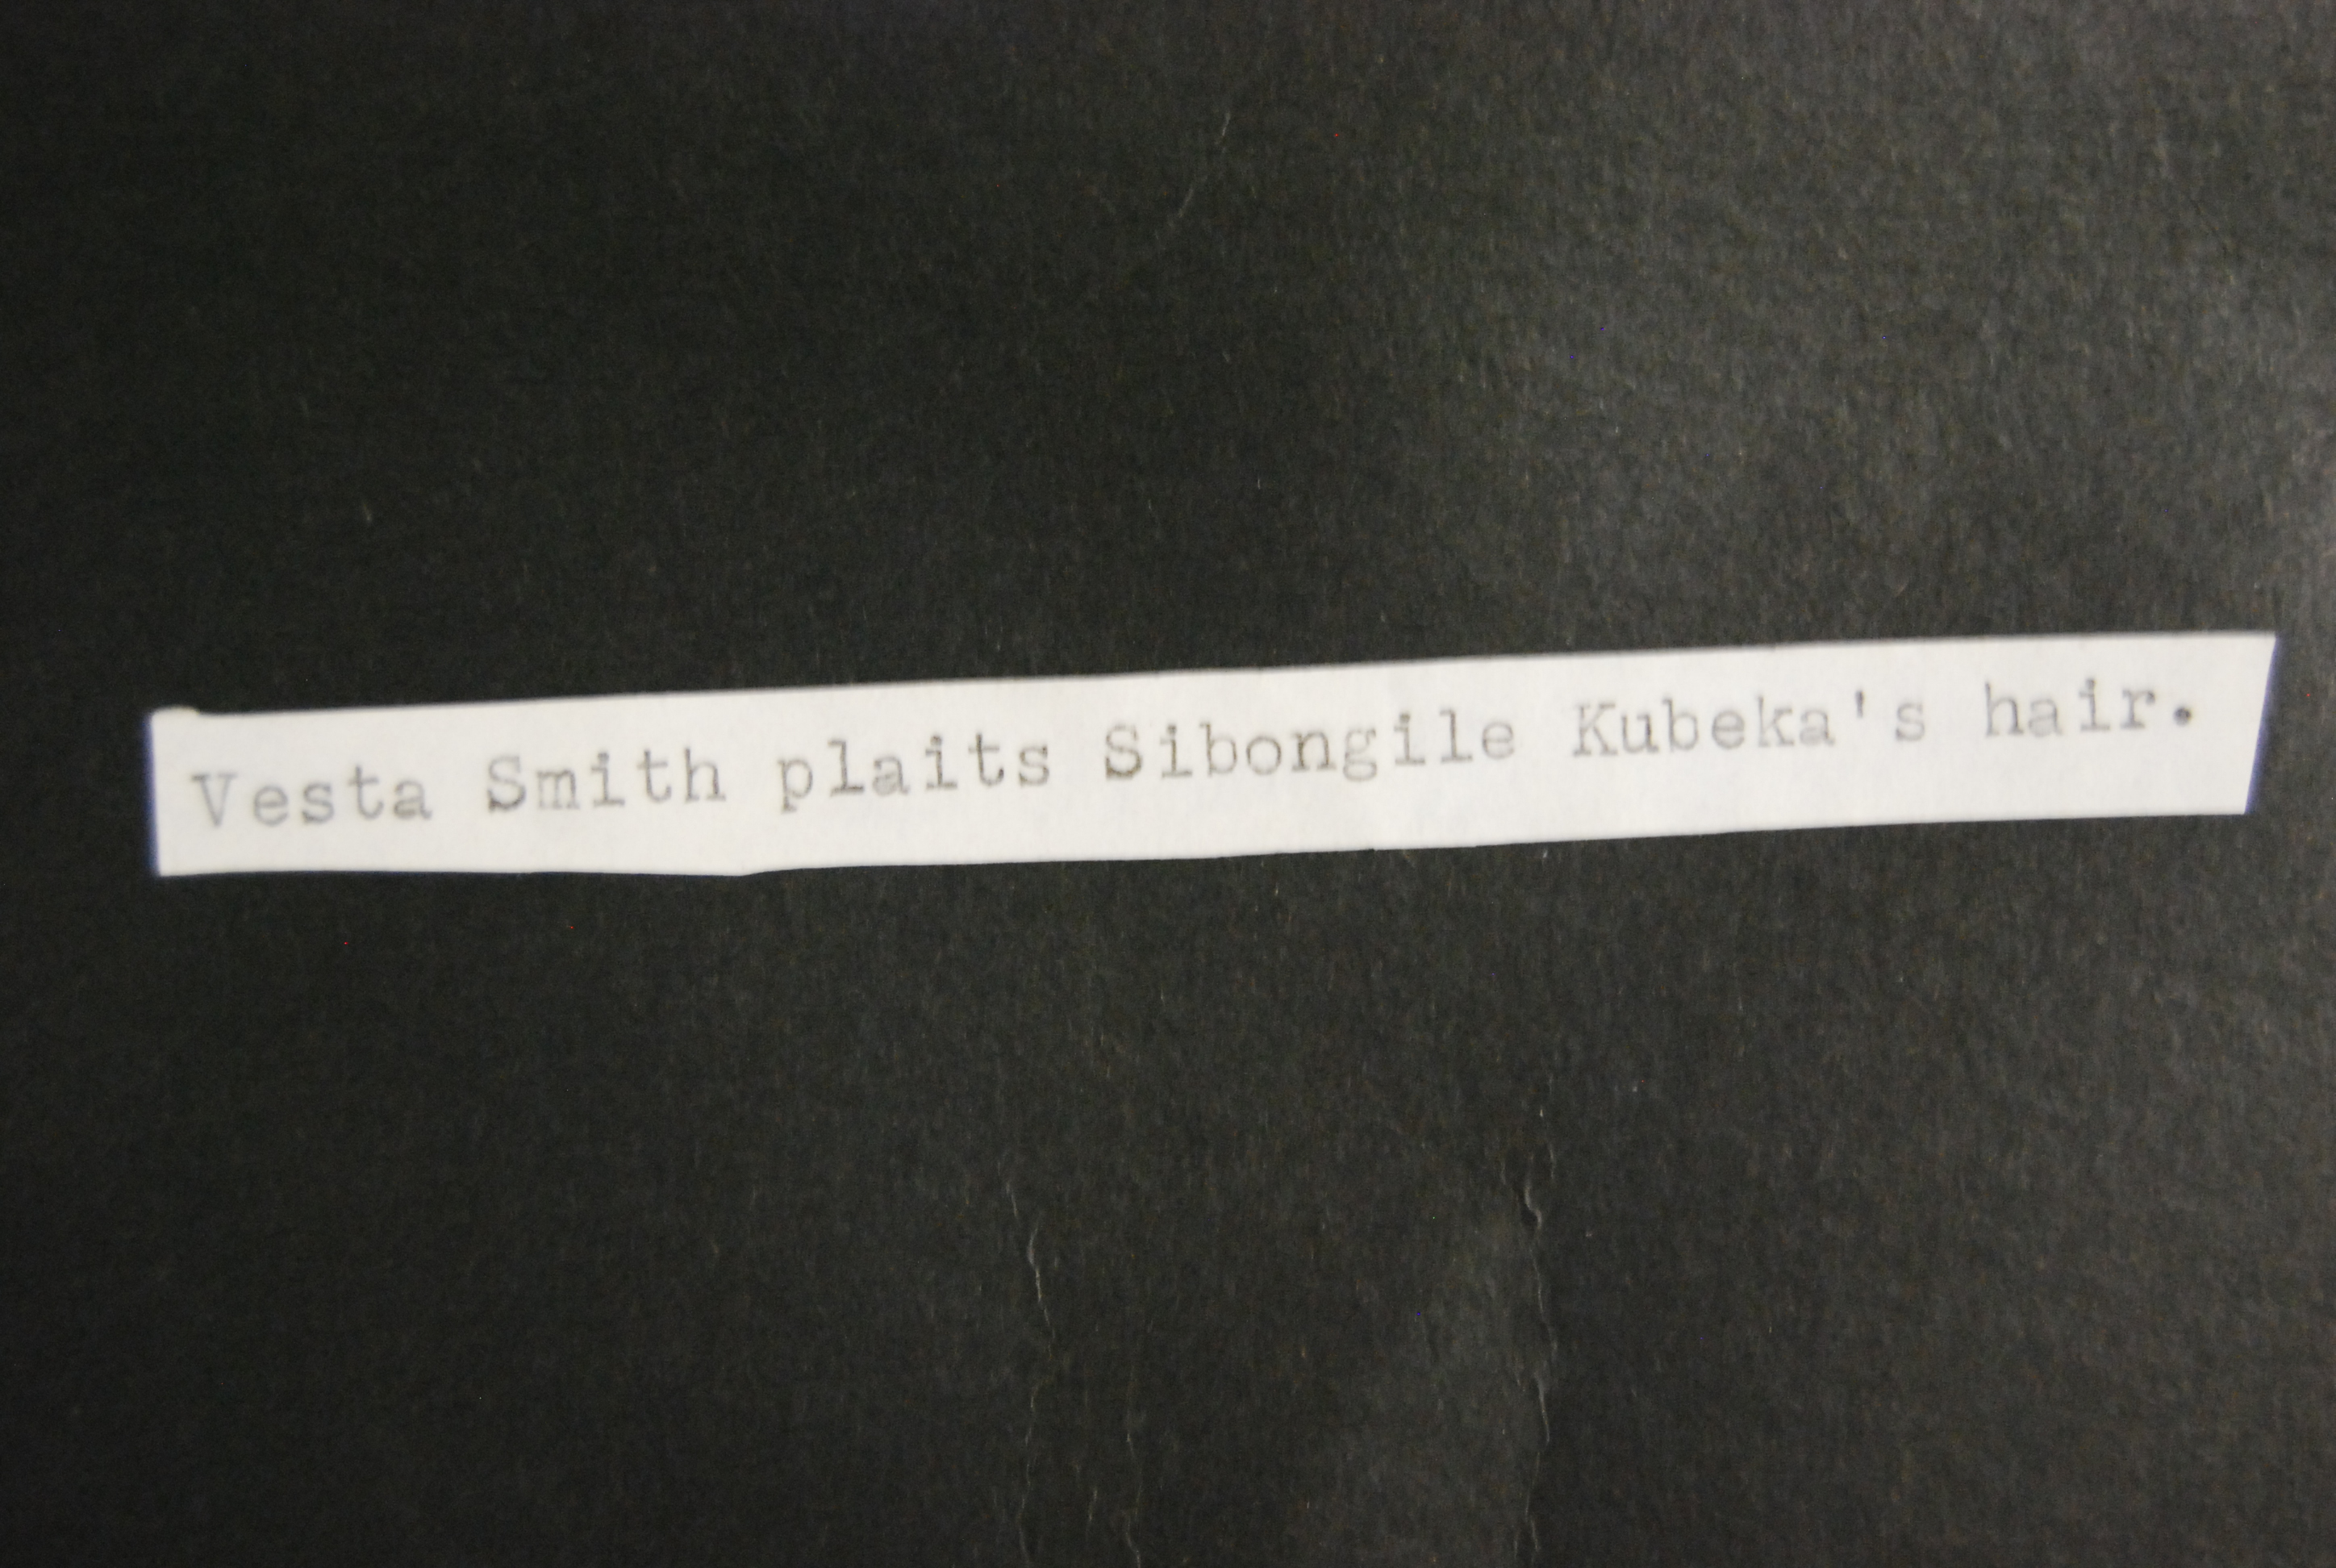 Vesta Smith plaits Sibongile Kubeka's hair.